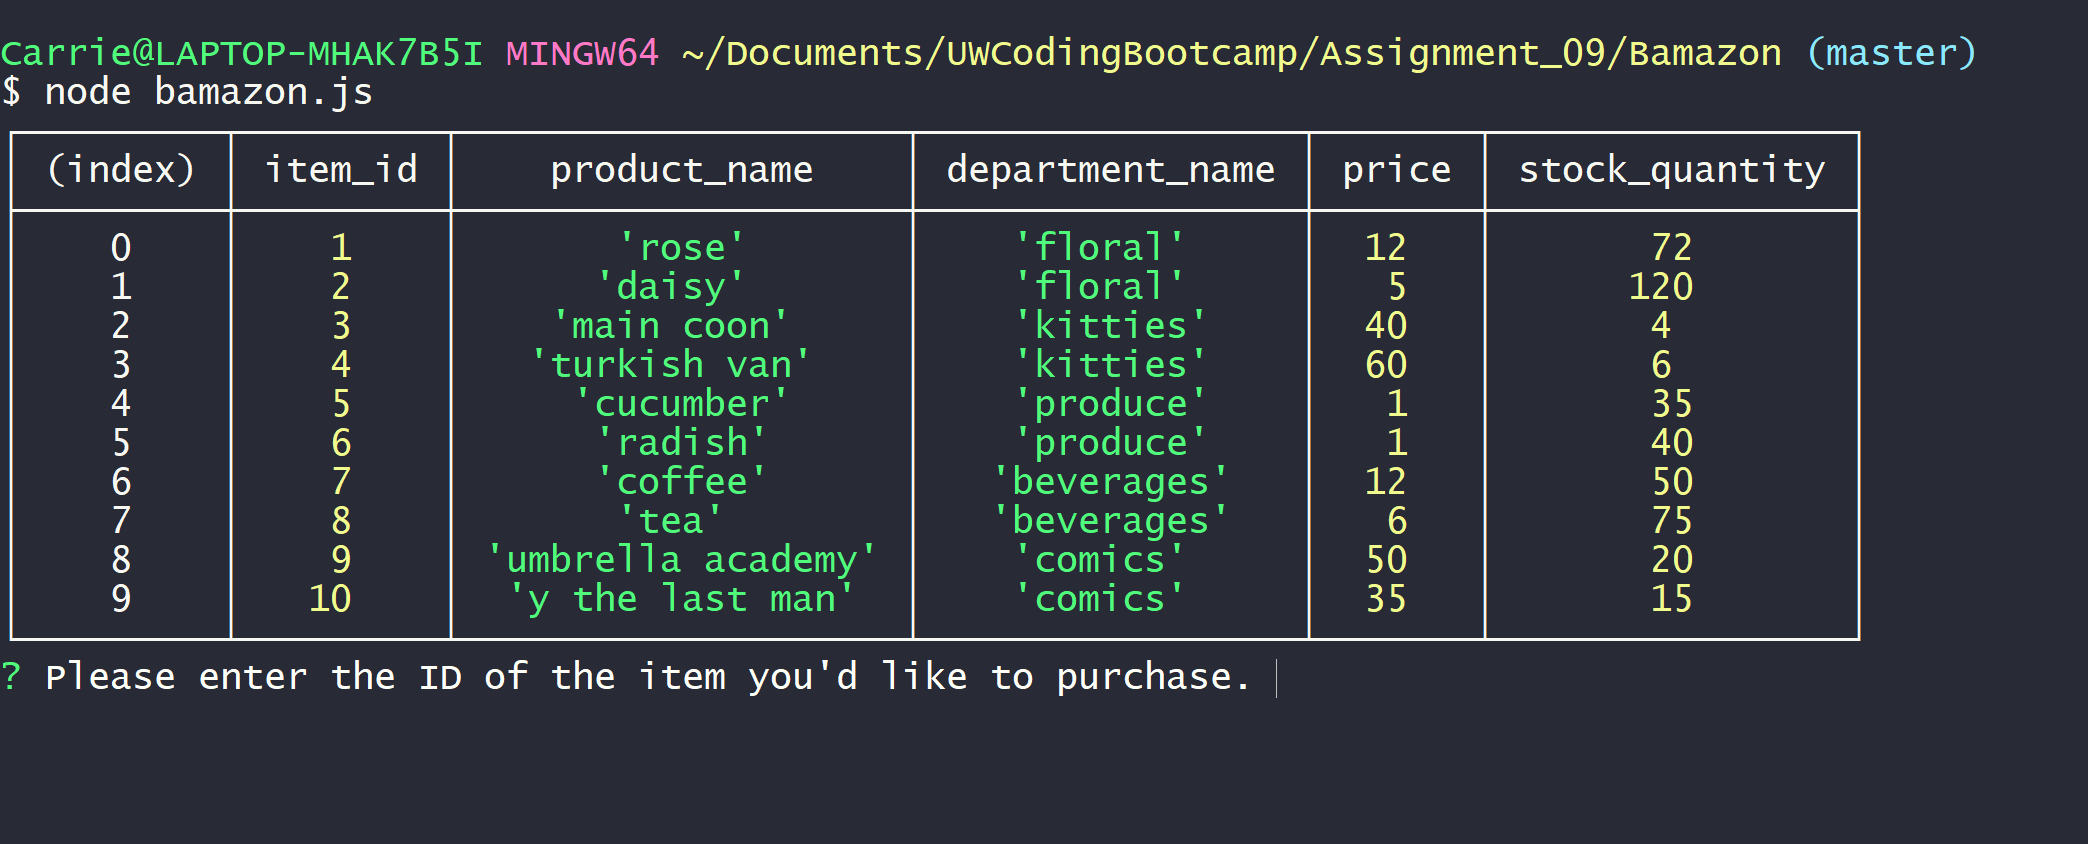 Carrie@LAPTOP-MHAK7B5I MINGW64 ~/Documents/UWCodingBootcamp/Assignment_09/Bamazon (master)
$ node bamazon.js
(index) item_id product_name department_name price stock_quantity
0 1 'rose' 'floral' 12 72
1 2 'daisy' 'floral' 5 120
2 3 'main coon' 'kitties' 40 4
3 4 'turkish van' 'kitties' 60 6
4 5 'cucumber' 'produce' 1 35
5 6 'radish' 'produce' 1 40
6 7 'coffee' 'beverages' 12 50
7 8 'tea' 'beverages' 6 75
8 9 'umbrella academy' 'comics' 50 20
9 10 'y the last man' 'comics' 35 15
? Please enter the ID of the item you'd like to purchase.